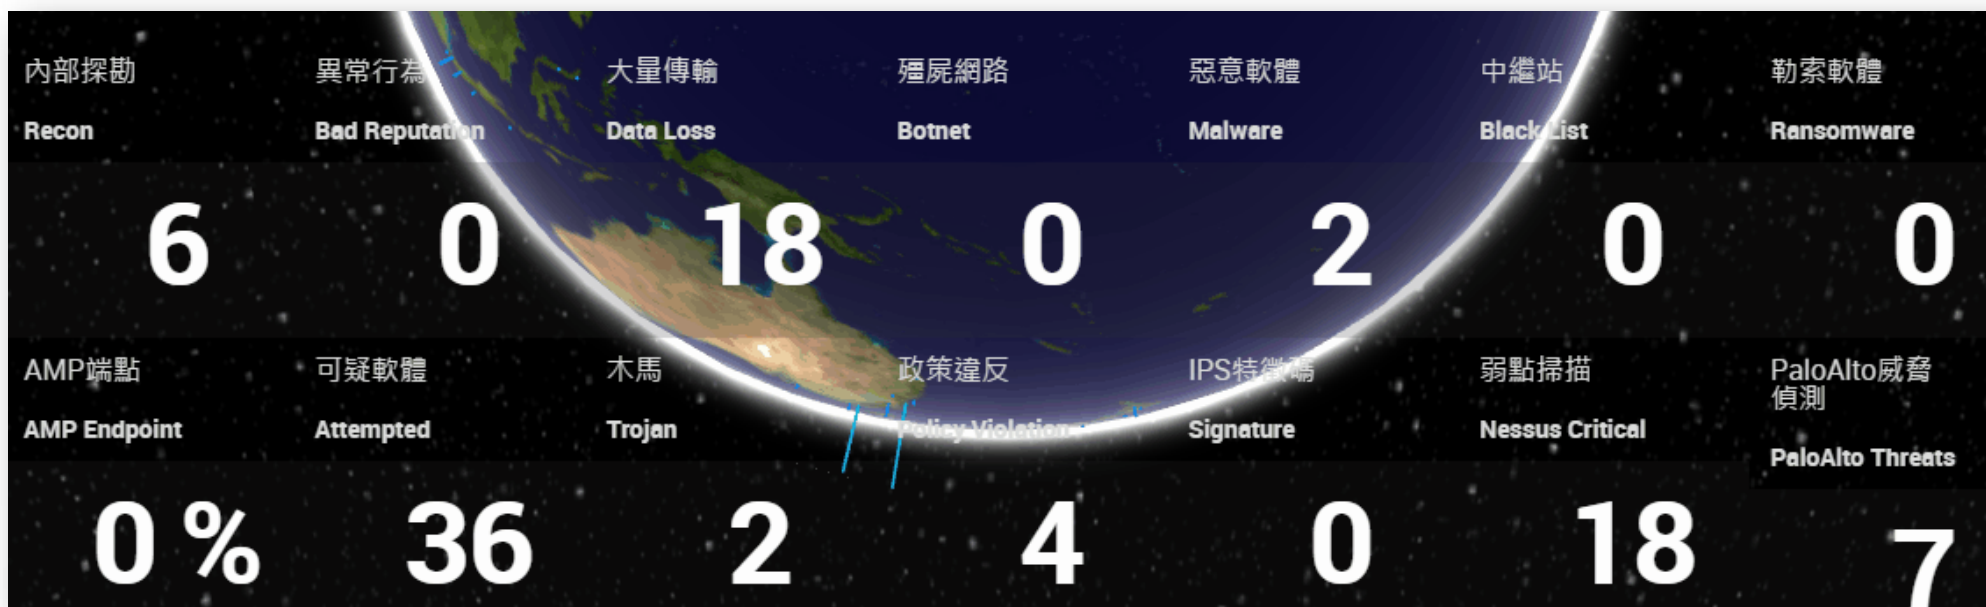 內部探勘
異常行為
大量傳輸
殭屍網路
惡意軟體
中繼站
勒索軟體
Recon
Bad Reputation
Data Loss
Botnet
Malware
Black List
Ransomware
6
0
18
0
2
0
0
AMP端點
可疑軟體
木馬
政策違反
IPS特徵碼
弱點掃描
PaloAlto威脅
偵測
AMP Endpoint
Attempted
Trojan
Policy Violation
Signature
Nessus Critical
PaloAlto Threats
0 %
36
2
4
0
18
7